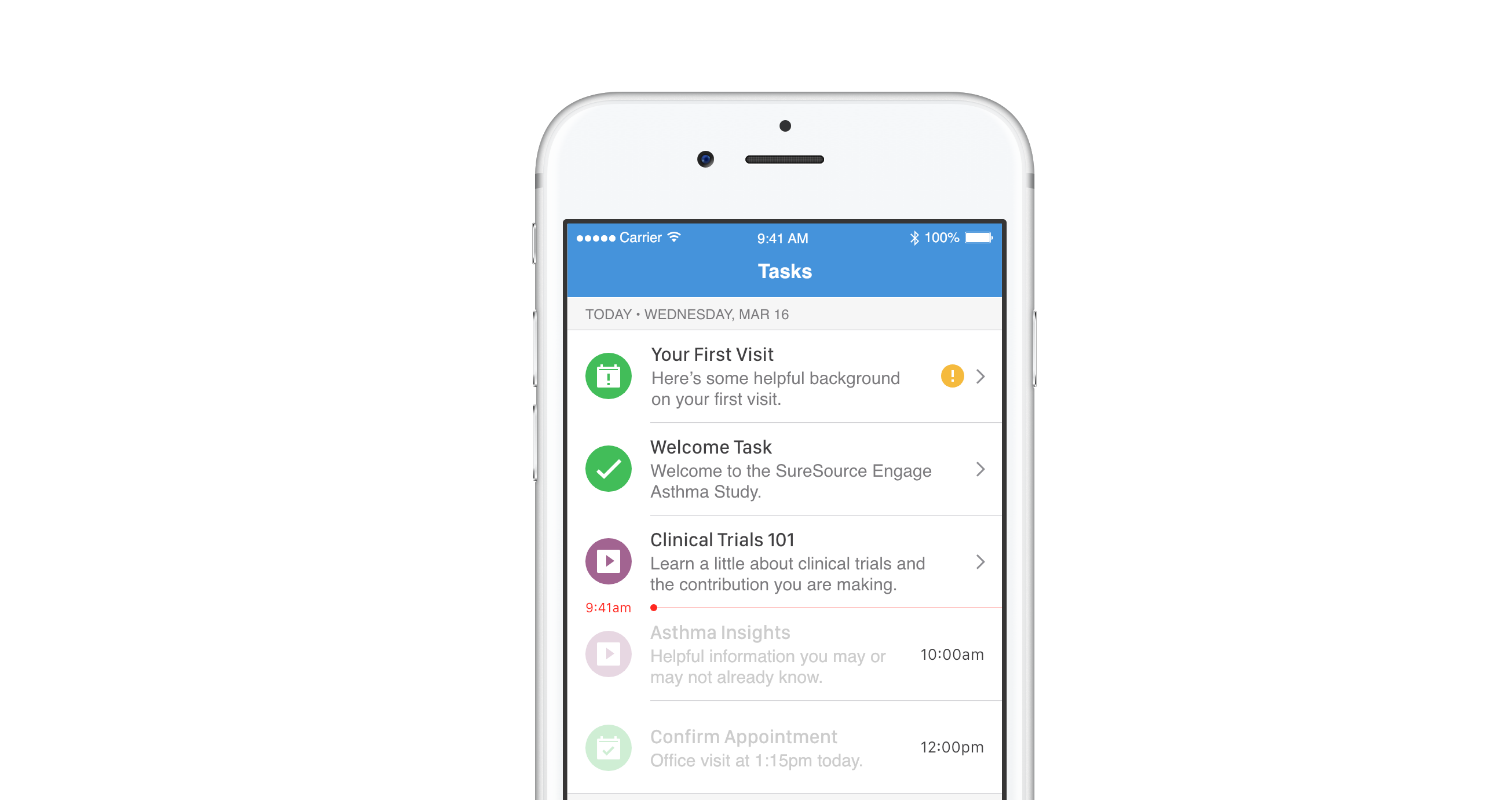 Carrier 9:41 AM 100%
Tasks
TODAY • WEDNESDAY, MAR 16
Your First Visit
Here’s some helpful background
on your first visit.
Welcome Task
Welcome to the SureSource Engage
Asthma Study.
Clinical Trials 101
Learn a little about clinical trials and
the contribution you are making.
9:41am
Asthma Insights
Helpful information you may or
may not already know.
10:00am
Confirm Appointment
Office visit at 1:15pm today.
12:00pm